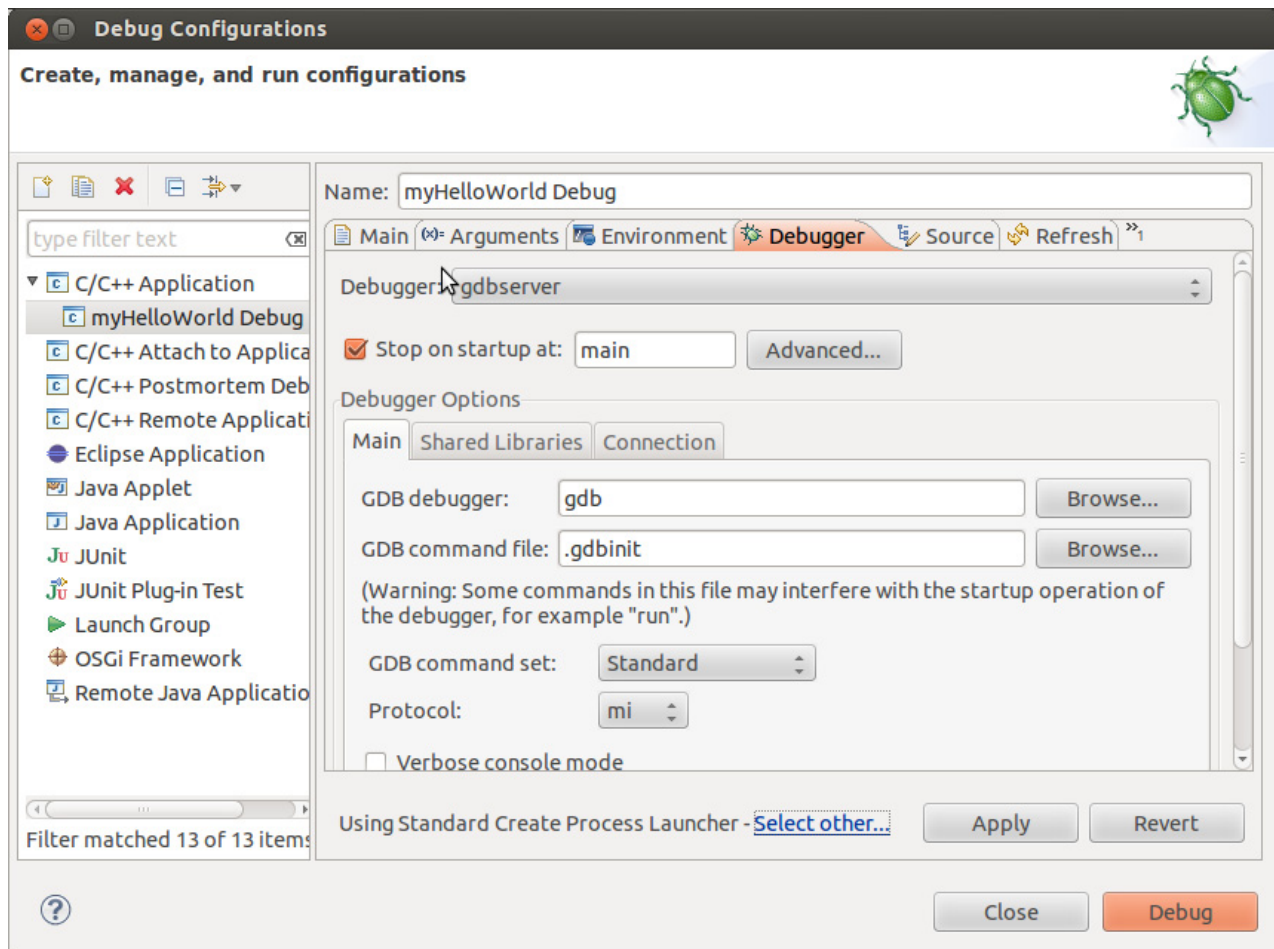 Debug Configurations
Create, manage, and run configurations
type filter text
C/C++ Application
myHelloWorld Debug
C/C++ Attach to Applica
C/C++ Postmortem Deb
C/C++ Remote Applicati
Eclipse Application
Java Applet
Java Application
JUnit
JUnit Plug-in Test
Launch Group
OSGi Framework
Remote Java Applicatio
Filter matched 13 of 13 items
Name: myHelloWorld Debug
Main Arguments Environment Debugger Source Refresh »1
Debugger: gdbserver
Stop on startup at: main Advanced...
Debugger Options
Main Shared Libraries Connection
GDB debugger: gdb Browse...
GDB command file: .gdbinit Browse...
(Warning: Some commands in this file may interfere with the startup operation of
the debugger, for example "run".)
GDB command set: Standard
Protocol: mi
Verbose console mode
Using Standard Create Process Launcher - Select other... Apply Revert
Close Debug